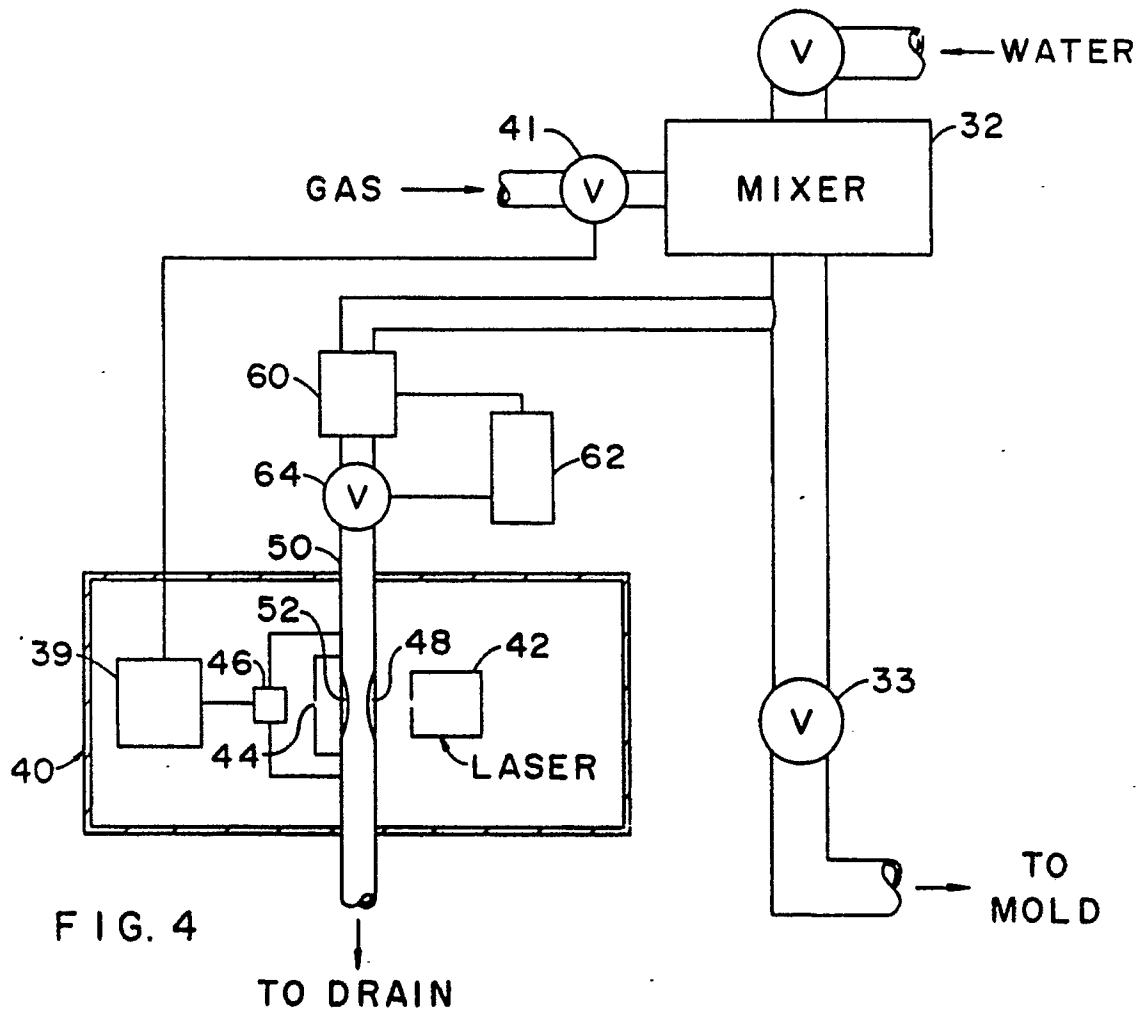 V
WATER
41
32
GAS
V
MIXER
60
62
64
V
50
52
48
42
39
46
33
V
44
40
LASER
TO
MOLD
FIG. 4
TO DRAIN